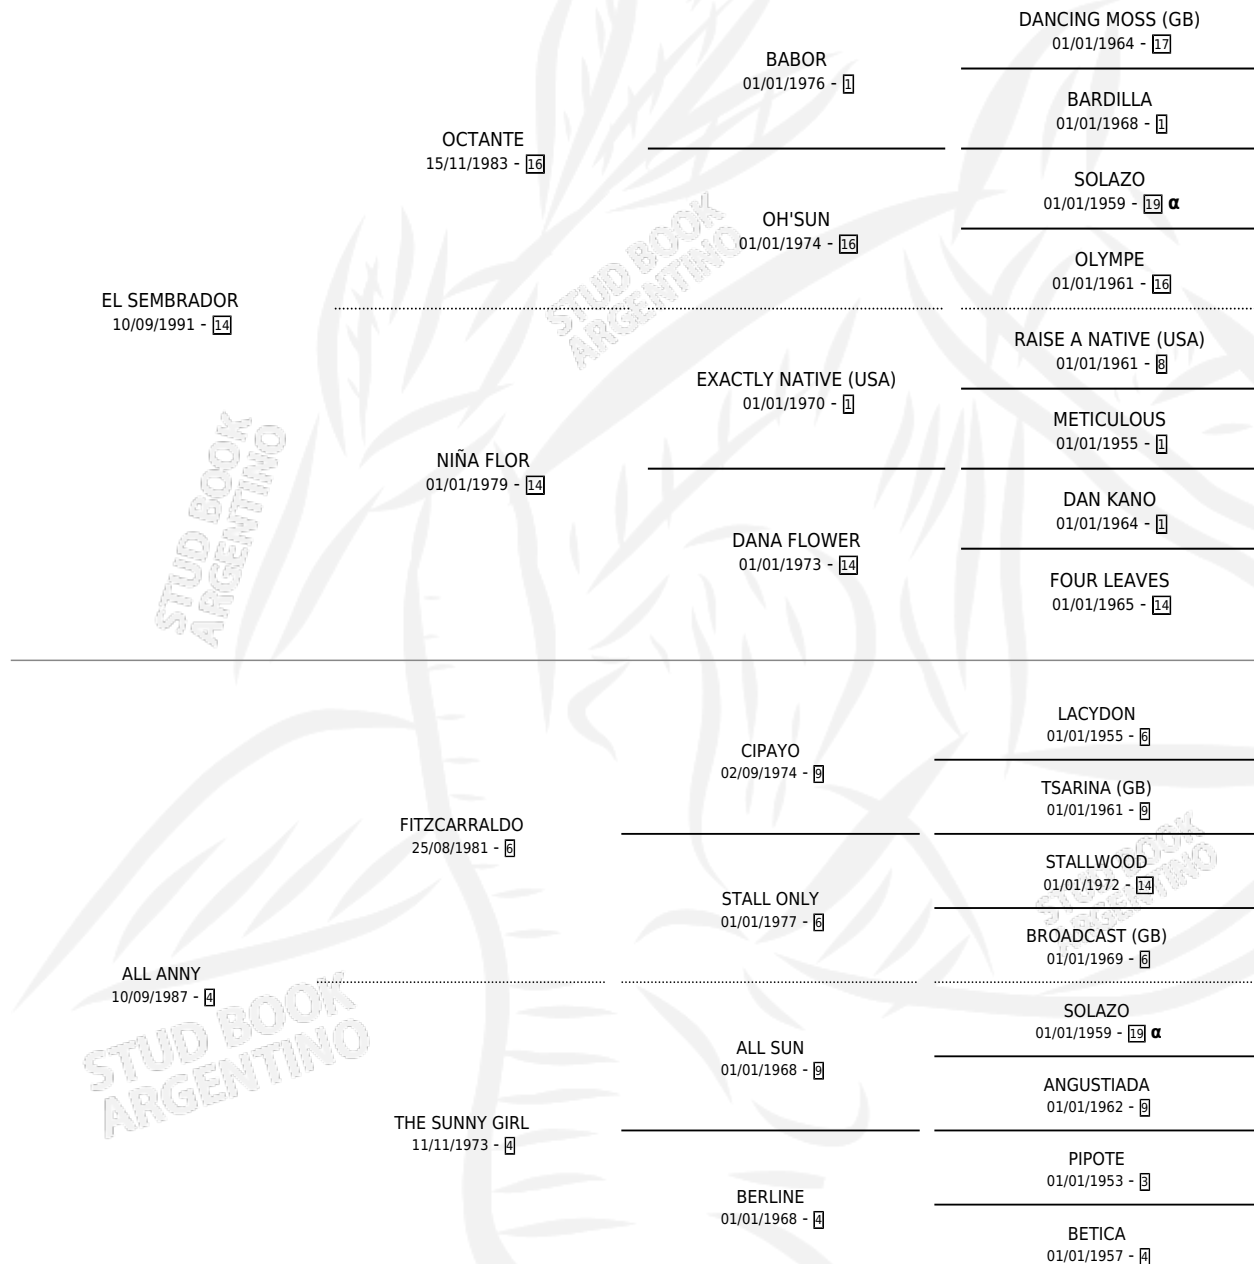 DANCING MOSS (GB)
01/01/1964 - 17
BABOR
01/01/1976 - 1
BARDILLA
01/01/1968 - 1
OCTANTE
15/11/1983 - 16
SOLAZO
01/01/1959 - 19 α
OH'SUN
01/01/1974 - 16
OLYMPE
01/01/1961 - 16
EL SEMBRADOR
10/09/1991 - 14
RAISE A NATIVE (USA)
01/01/1961 - 8
EXACTLY NATIVE (USA)
01/01/1970 - 1
METICULOUS
01/01/1955 - 1
NIÑA FLOR
01/01/1979 - 14
DAN KANO
01/01/1964 - 1
DANA FLOWER
01/01/1973 - 14
FOUR LEAVES
01/01/1965 - 14
LACYDON
01/01/1955 - 6
CIPAYO
02/09/1974 - 9
TSARINA (GB)
01/01/1961 - 9
FITZCARRALDO
25/08/1981 - 6
STALLWOOD
01/01/1972 - 14
STALL ONLY
01/01/1977 - 6
BROADCAST (GB)
01/01/1969 - 6
ALL ANNY
10/09/1987 - 4
SOLAZO
01/01/1959 - 19 α
ALL SUN
01/01/1968 - 9
ANGUSTIADA
01/01/1962 - 9
THE SUNNY GIRL
11/11/1973 - 4
PIPOTE
01/01/1953 - 3
BERLINE
01/01/1968 - 4
BETICA
01/01/1957 - 4
STUD BOOK
ARGENTINO
STUD BOOK
ARGENTINO
STUD BOOK
ARGENTINO
STUD BOOK
ARGENTINO